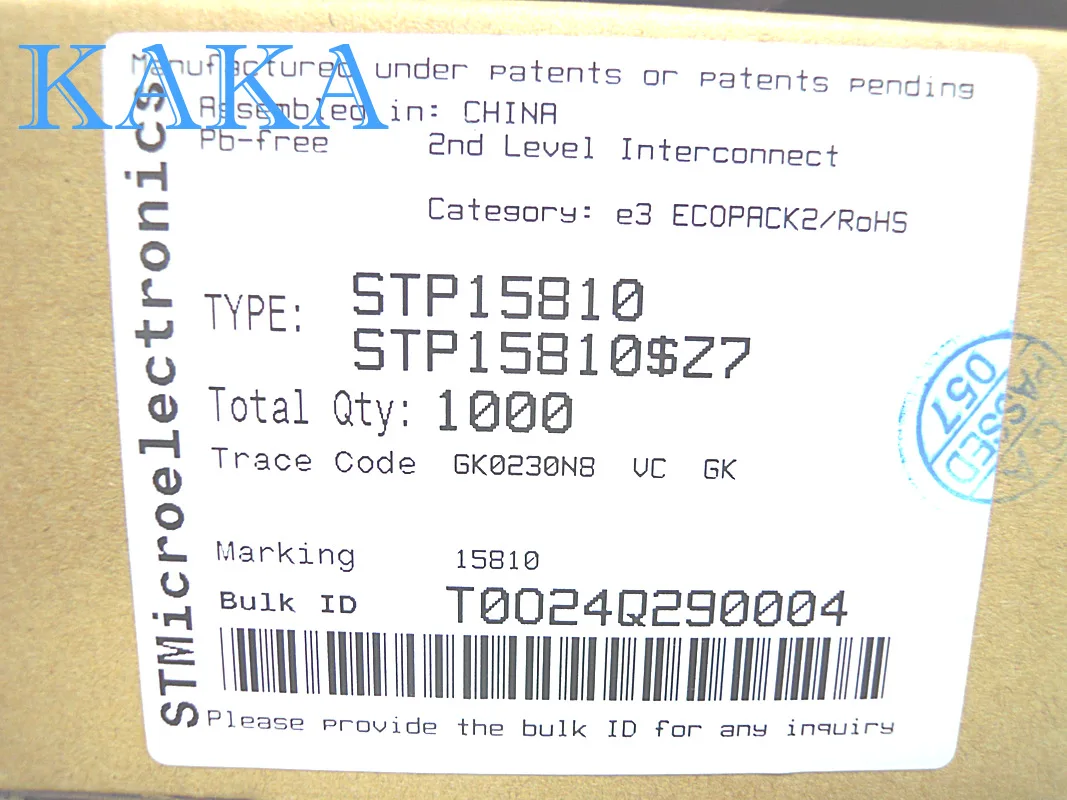 KAKA
Manufactured under patents or patents pending
Assembled in: CHINA
Pb-free 2nd Level Interconnect
Category: e3 ECOPACK2/RoHS
STMicroelectronics
TYPE: STP15810
STP15810$Z7
Total Qty: 1000
Trace Code GK0230N8 VC GK
Marking 15810
Bulk ID T0024Q290004
Please provide the bulk ID for any inquiry
057
PASSED
QA